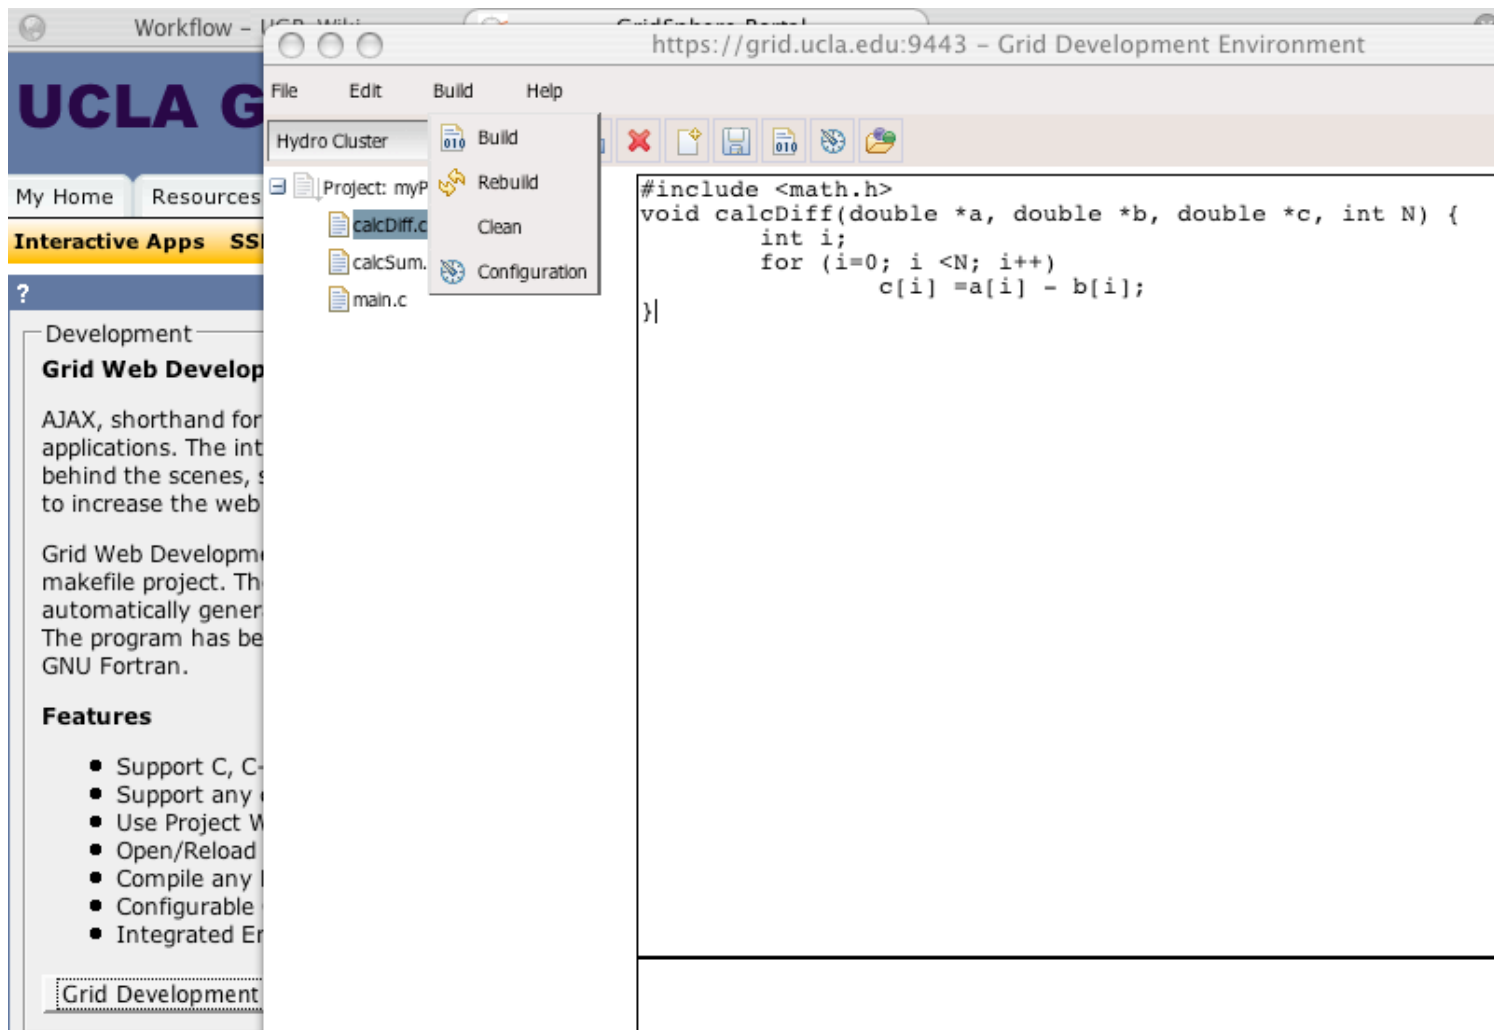 Workflow –
GridSphere Portal
https://grid.ucla.edu:9443 – Grid Development Environment
UCLA G
File Edit Build Help
Hydro Cluster
Build
Rebuild
Clean
Configuration
My Home Resources
Interactive Apps
?
Project:
calcDiff.c
calcSum.
main.c
#include <math.h>
void calcDiff(double *a, double *b, double *c, int N) {
int i;
for (i=0; i <N; i++)
c[i] =a[i] - b[i];
}
Development
Grid Web Develop
AJAX, shorthand for
applications. The int
behind the scenes,
to increase the web
Grid Web Developm
makefile project. Th
automatically gener
The program has be
GNU Fortran.
Features
Support C, C-
Support any
Use Project W
Open/Reload
Compile any
Configurable
Integrated Er
Grid Development